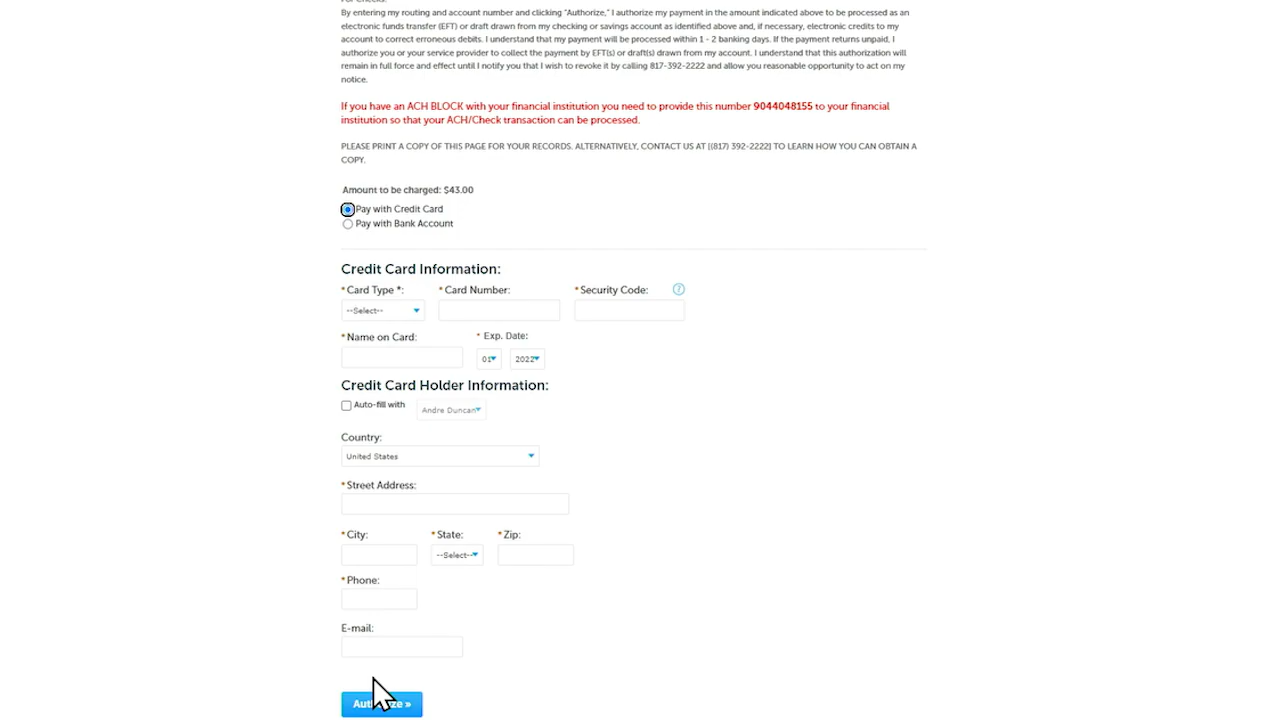 By entering my routing and account number and clicking "Authorize," I authorize my payment in the amount indicated above to be processed as an
electronic funds transfer (EFT) or draft drawn from my checking or savings account as identified above and, if necessary, electronic credits to my
account to correct erroneous debits. I understand that my payment will be processed within 1 - 2 banking days. If the payment returns unpaid, I
authorize you or your service provider to collect the payment by EFT(s) or draft(s) drawn from my account. I understand that this authorization will
remain in full force and effect until I notify you that I wish to revoke it by calling 817-392-2222 and allow you reasonable opportunity to act on my
notice.
If you have an ACH BLOCK with your financial institution you need to provide this number 9044048155 to your financial
institution so that your ACH/Check transaction can be processed.
PLEASE PRINT A COPY OF THIS PAGE FOR YOUR RECORDS. ALTERNATIVELY, CONTACT US AT [(817) 392-2222] TO LEARN HOW YOU CAN OBTAIN A
COPY.
Amount to be charged: $43.00
Pay with Credit Card
Pay with Bank Account
Credit Card Information:
*Card Type *: *Card Number: *Security Code: ?
--Select--
*Name on Card: * Exp. Date:
01 2022
Credit Card Holder Information:
Auto-fill with Andre Duncan
Country:
United States
*Street Address:
*City: *State: *Zip:
--Select--
*Phone:
E-mail:
Authorize »